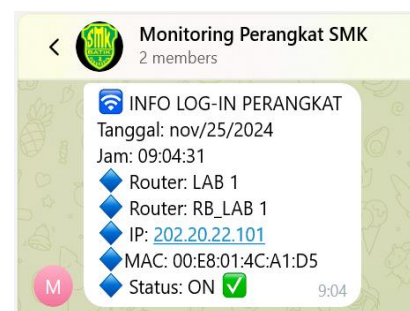 SMK
BATIK
Monitoring Perangkat SMK
2 members
INFO LOG-IN PERANGKAT
Tanggal: nov/25/2024
Jam: 09:04:31
Router: LAB 1
Router: RB_LAB 1
IP: 202.20.22.101
MAC: 00:E8:01:4C:A1:D5
Status: ON ✅
9:04
M